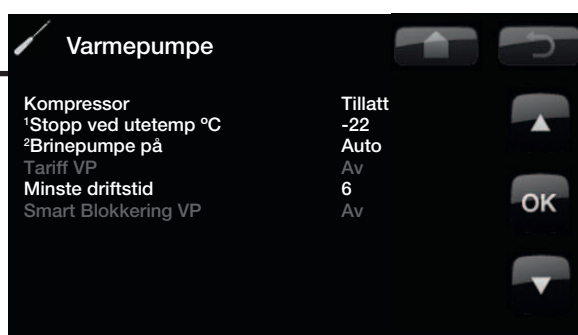 Varmepumpe
Kompressor Tillatt
¹Stopp ved utetemp ºC -22
²Brinepumpe på Auto
Tariff VP Av
Minste driftstid 6
Smart Blokkering VP Av
OK